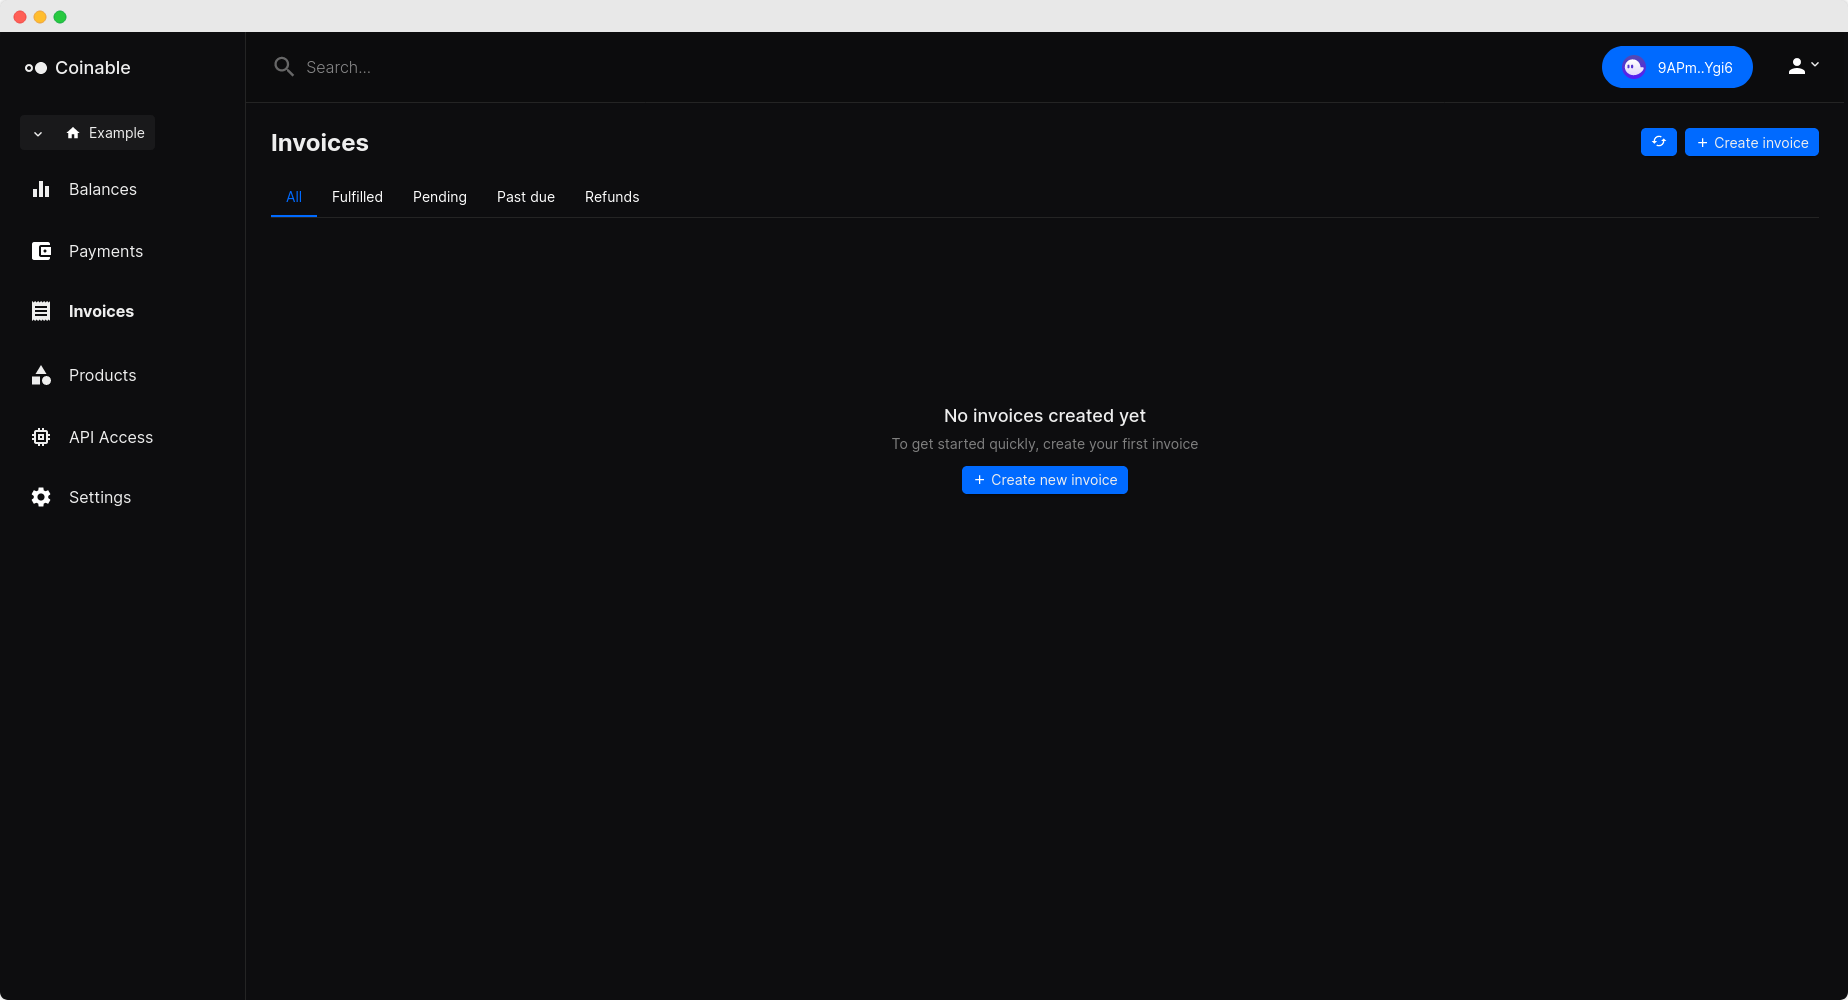 Coinable
Search...
9APm..Ygi6
Example
Balances
Payments
Invoices
Products
API Access
Settings
Invoices
Create invoice
All Fulfilled Pending Past due Refunds
No invoices created yet
To get started quickly, create your first invoice
+ Create new invoice